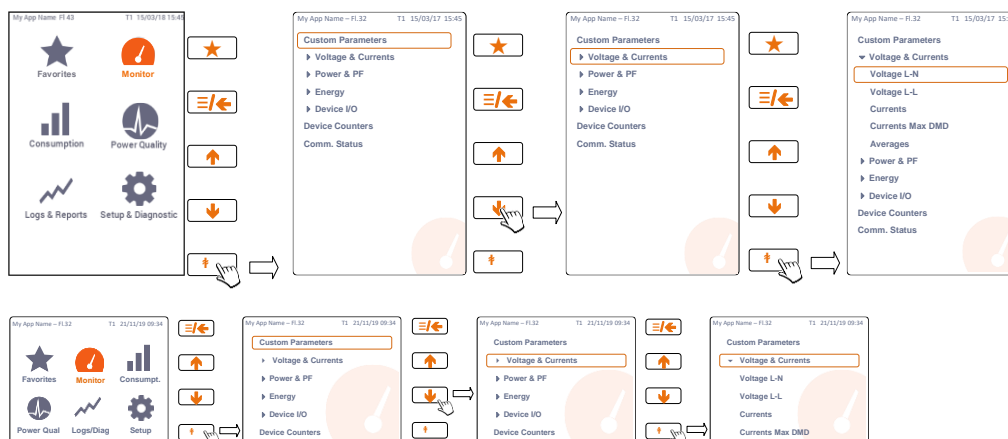 My App Name Fl 43 T1 15/03/18 15:45
Favorites Monitor
Consumption Power Quality
Logs & Reports Setup & Diagnostic
My App Name – Fl.32 T1 15/03/17 15:45
Custom Parameters
Voltage & Currents
Power & PF
Energy
Device I/O
Device Counters
Comm. Status
My App Name – Fl.32 T1 15/03/17 15:45
Custom Parameters
Voltage & Currents
Power & PF
Energy
Device I/O
Device Counters
Comm. Status
My App Name – Fl.32 T1 15/03/17
Custom Parameters
Voltage & Currents
Voltage L-N
Voltage L-L
Currents
Currents Max DMD
Averages
Power & PF
Energy
Device I/O
Device Counters
Comm. Status
My App Name – Fl.32 T1 21/11/19 09:34
Favorites Monitor Consumpt.
Power Qual Logs/Diag Setup
My App Name – Fl.32 T1 21/11/19 09:34
Custom Parameters
Voltage & Currents
Power & PF
Energy
Device I/O
Device Counters
My App Name – Fl.32 T1 21/11/19 09:34
Custom Parameters
Voltage & Currents
Power & PF
Energy
Device I/O
Device Counters
My App Name – Fl.32 T1 21/11/19 09:34
Custom Parameters
Voltage & Currents
Voltage L-N
Voltage L-L
Currents
Currents Max DMD